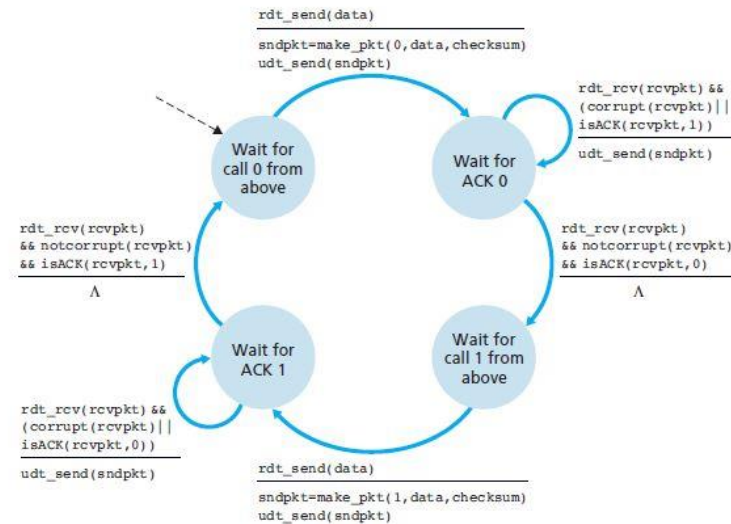 rdt_send(data)
sndpkt=make_pkt(0,data,checksum)
udt_send(sndpkt)
Wait for
call 0 from
above
Wait for
ACK 0
rdt_rcv(rcvpkt) &&
(corrupt(rcvpkt)||
isACK(rcvpkt,1))
udt_send(sndpkt)
rdt_rcv(rcvpkt)
&& notcorrupt(rcvpkt)
&& isACK(rcvpkt,1)
Λ
rdt_rcv(rcvpkt)
&& notcorrupt(rcvpkt)
&& isACK(rcvpkt,0)
Λ
Wait for
ACK 1
Wait for
call 1 from
above
rdt_rcv(rcvpkt) &&
(corrupt(rcvpkt)||
isACK(rcvpkt,0))
udt_send(sndpkt)
rdt_send(data)
sndpkt=make_pkt(1,data,checksum)
udt_send(sndpkt)